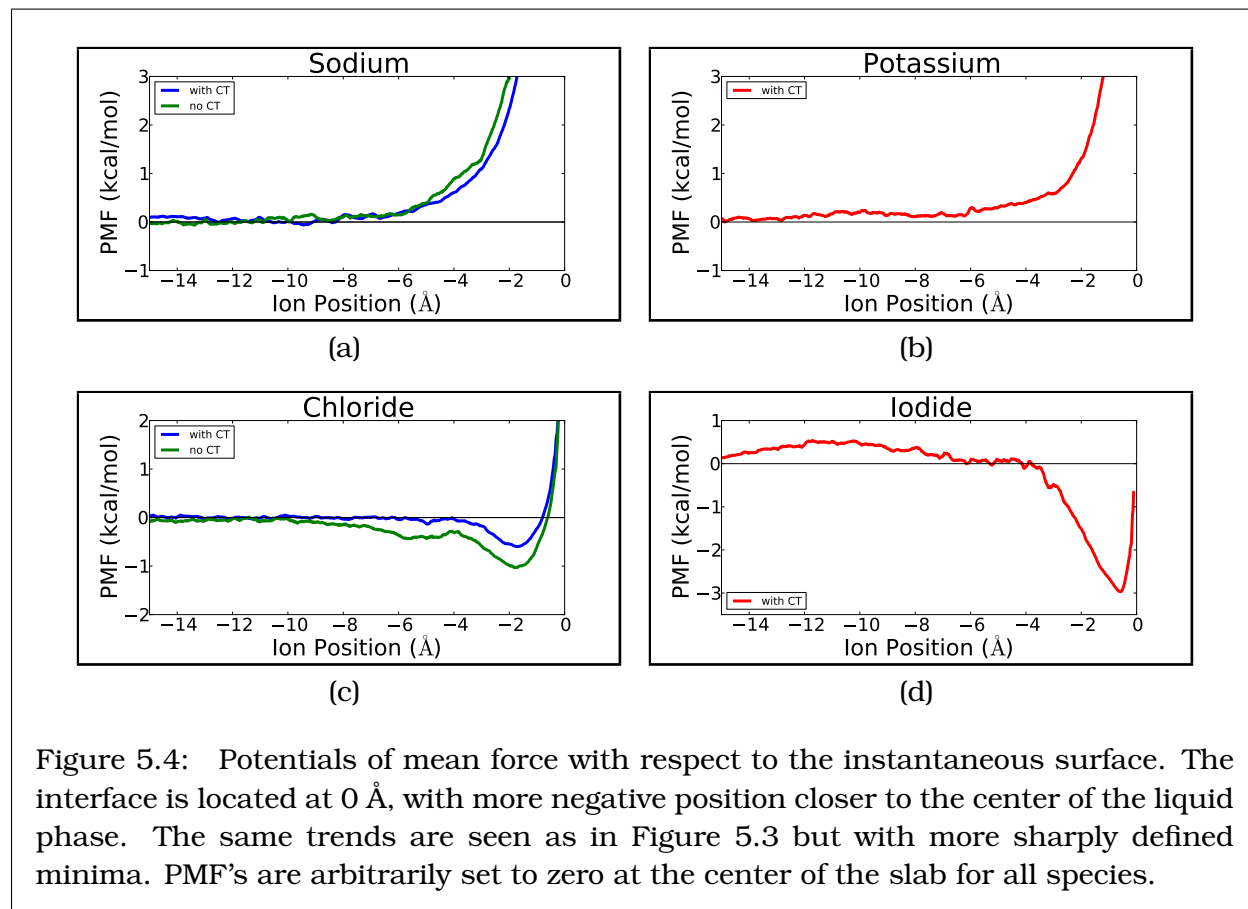 Sodium
with CT
no CT
PMF (kcal/mol)
3
2
1
0
−1
−14 −12 −10 −8 −6 −4 −2 0
Ion Position (Å)
(a)
Potassium
with CT
PMF (kcal/mol)
3
2
1
0
−1
−14 −12 −10 −8 −6 −4 −2 0
Ion Position (Å)
(b)
Chloride
with CT
no CT
PMF (kcal/mol)
2
1
0
−1
−2
−14 −12 −10 −8 −6 −4 −2 0
Ion Position (Å)
(c)
Iodide
PMF (kcal/mol)
1
0
−1
−2
−3
with CT
−14 −12 −10 −8 −6 −4 −2 0
Ion Position (Å)
(d)
Figure 5.4: Potentials of mean force with respect to the instantaneous surface. The
interface is located at 0 Å, with more negative position closer to the center of the liquid
phase. The same trends are seen as in Figure 5.3 but with more sharply defined
minima. PMF's are arbitrarily set to zero at the center of the slab for all species.